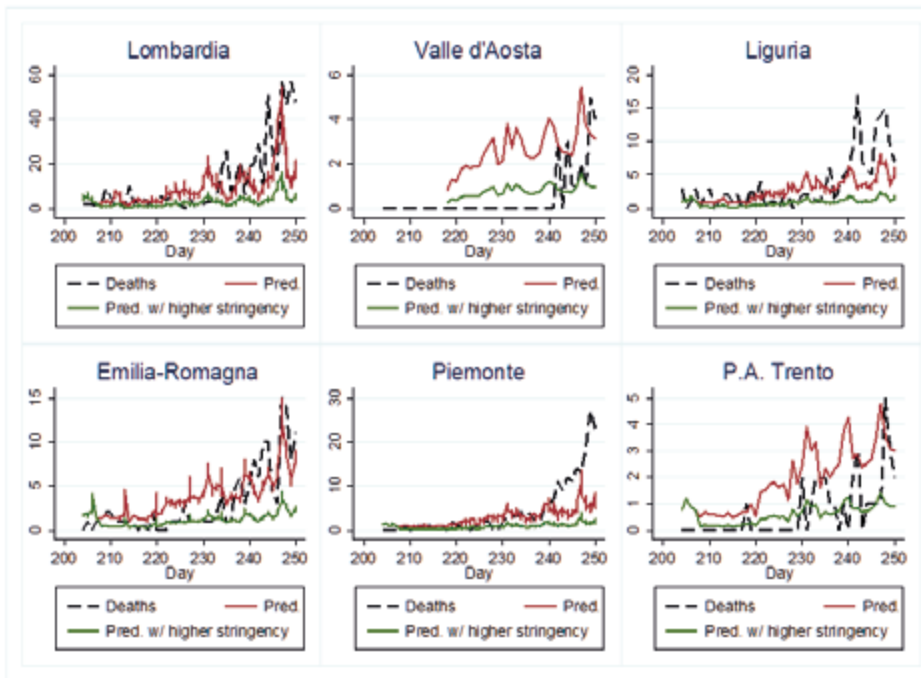 Lombardia Valle d'Aosta Liguria
60 6 20
40 4 15
20 2 10
0 0 5
0
200 210 220 230 240 250 200 210 220 230 240 250 200 210 220 230 240 250
Day Day Day
Deaths Pred. Deaths Pred. Deaths Pred.
Pred. w/ higher stringency Pred. w/ higher stringency Pred. w/ higher stringency
Emilia-Romagna Piemonte P.A. Trento
15 30 5
10 20 4
5 10 3
0 0 2
1
0
200 210 220 230 240 250 200 210 220 230 240 250 200 210 220 230 240 250
Day Day Day
Deaths Pred. Deaths Pred. Deaths Pred.
Pred. w/ higher stringency Pred. w/ higher stringency Pred. w/ higher stringency